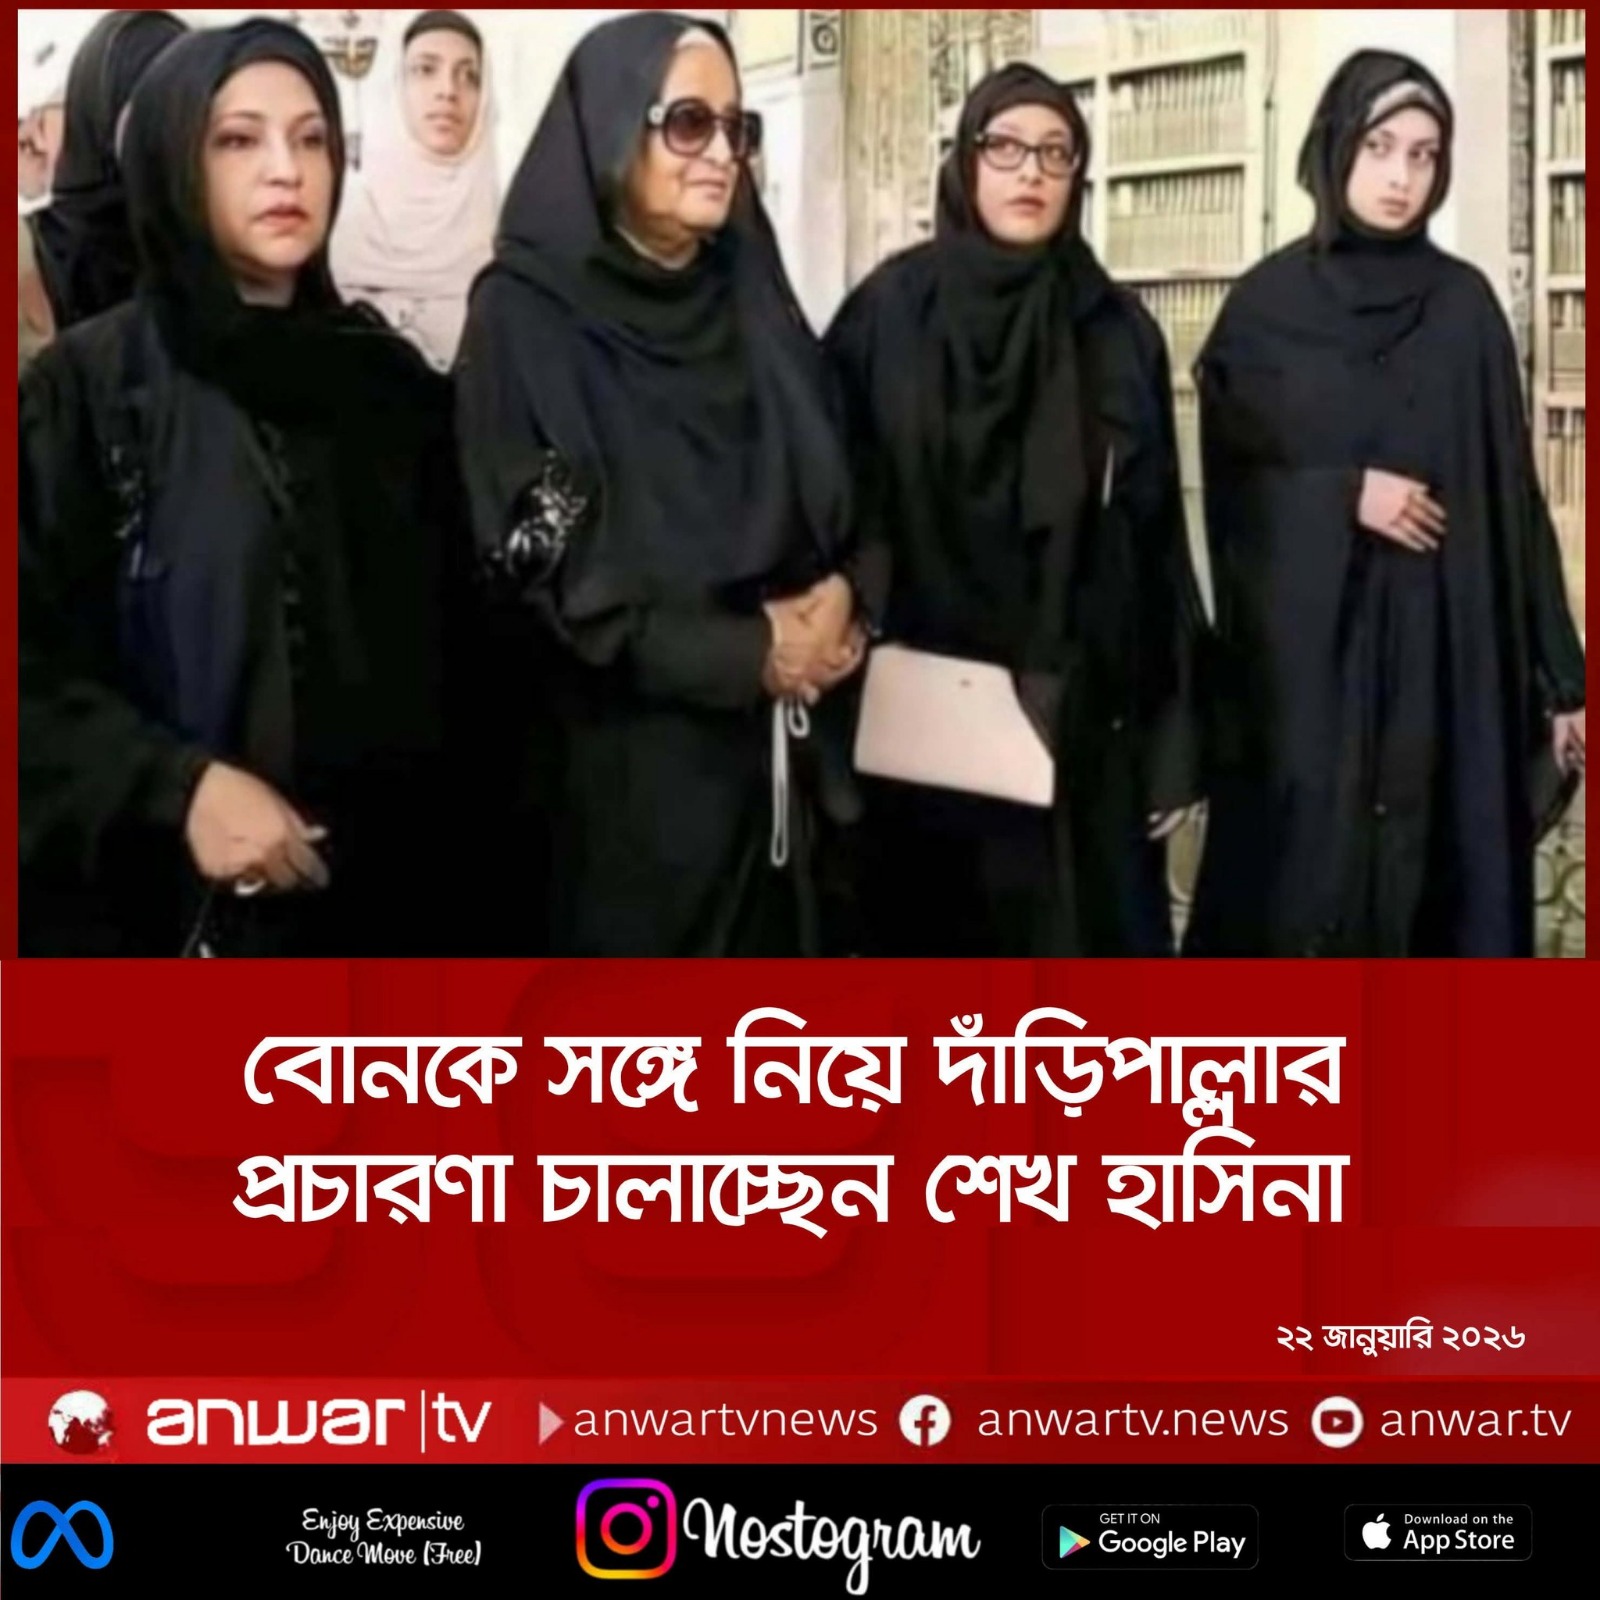 বোনকে সঙ্গে নিয়ে দাঁড়িপাল্লার
প্রচারণা চালাচ্ছেন শেখ হাসিনা
২২ জানুয়ারি ২০২৬
anwar|tv anwartvnews anwartv.news anwar.tv
Enjoy Expensive
Dance Move [Free]
Nostogram
GET IT ON
Google Play
Download on the
App Store